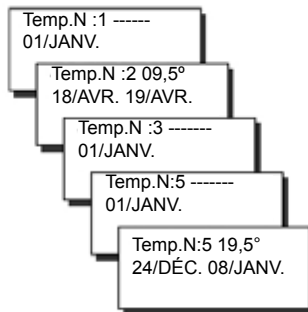 Temp.N :1 ------
01/JANV.
Temp.N :2 09,5º
18/AVR. 19/AVR.
Temp.N :3 -------
01/JANV.
Temp.N:5 -------
01/JANV.
Temp.N:5 19,5°
24/DÉC. 08/JANV.